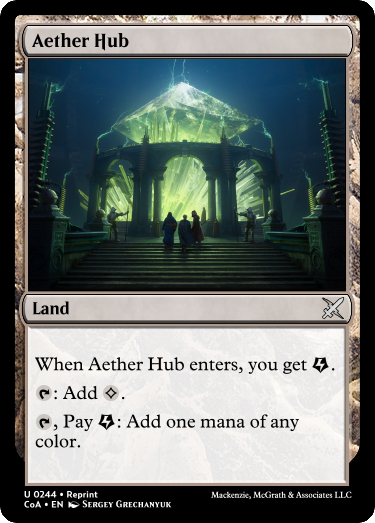 Aether Hub
Land
When Aether Hub enters, you get .
: Add .
, Pay : Add one mana of any
color.
U 0244 • Reprint
CoA • EN Sergey Grechanyuk
Mackenzie, McGrath & Associates LLC